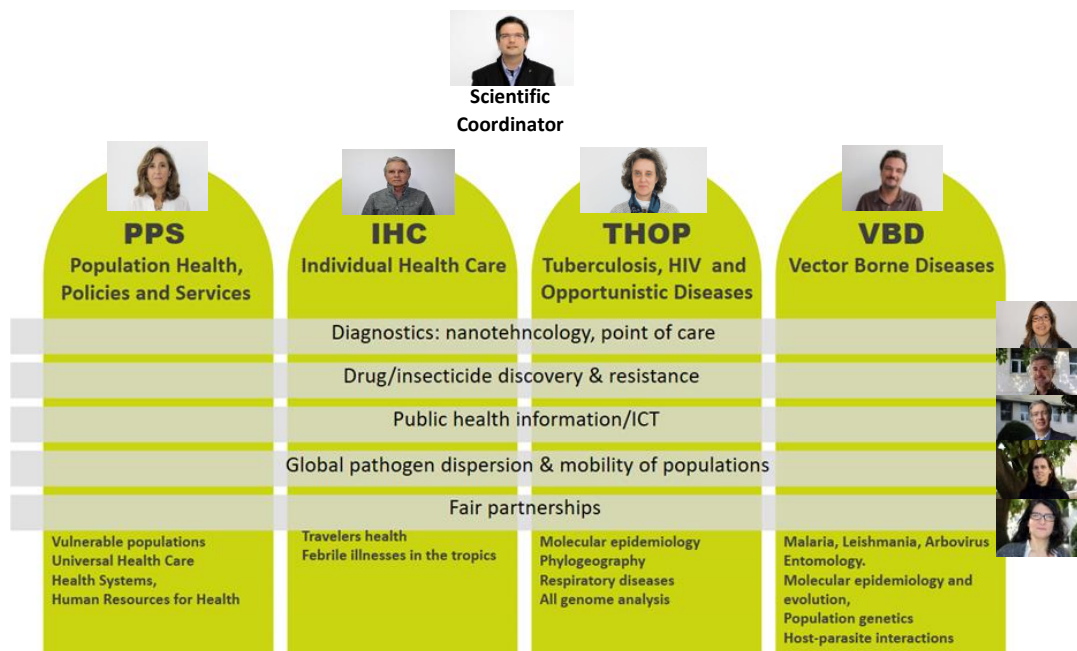 Scientific
Coordinator
PPS
Population Health,
Policies and Services
IHC
Individual Health Care
THOP
Tuberculosis, HIV and
Opportunistic Diseases
VBD
Vector Borne Diseases
Diagnostics: nanotehncology, point of care
Drug/insecticide discovery & resistance
Public health information/ICT
Global pathogen dispersion & mobility of populations
Fair partnerships
Vulnerable populations
Universal Health Care
Health Systems,
Human Resources for Health
Travelers health
Febrile illnesses in the tropics
Molecular epidemiology
Phylogeography
Respiratory diseases
All genome analysis
Malaria, Leishmania, Arbovirus
Entomology.
Molecular epidemiology and
evolution,
Population genetics
Host-parasite interactions